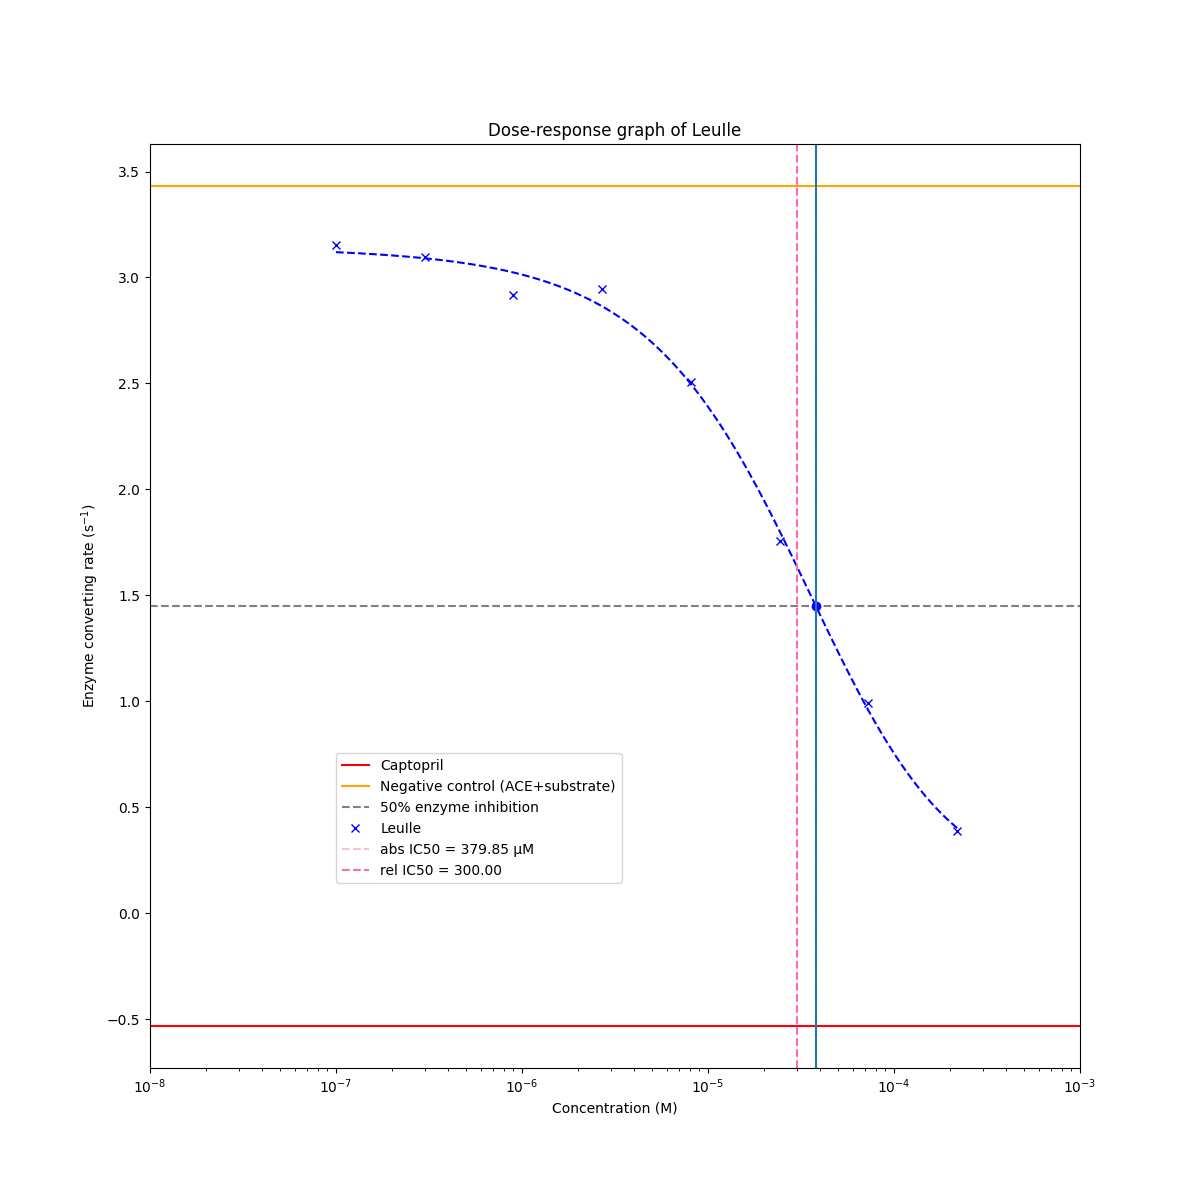 Dose-response graph of LeuIle
3.5
3.0
2.5
2.0
1.5
1.0
0.5
0.0
−0.5
Enzyme converting rate (s⁻¹)
Captopril
Negative control (ACE+substrate)
50% enzyme inhibition
LeuIle
abs IC50 = 379.85 μM
rel IC50 = 300.00
10⁻⁸ 10⁻⁷ 10⁻⁶ 10⁻⁵ 10⁻⁴ 10⁻³
Concentration (M)